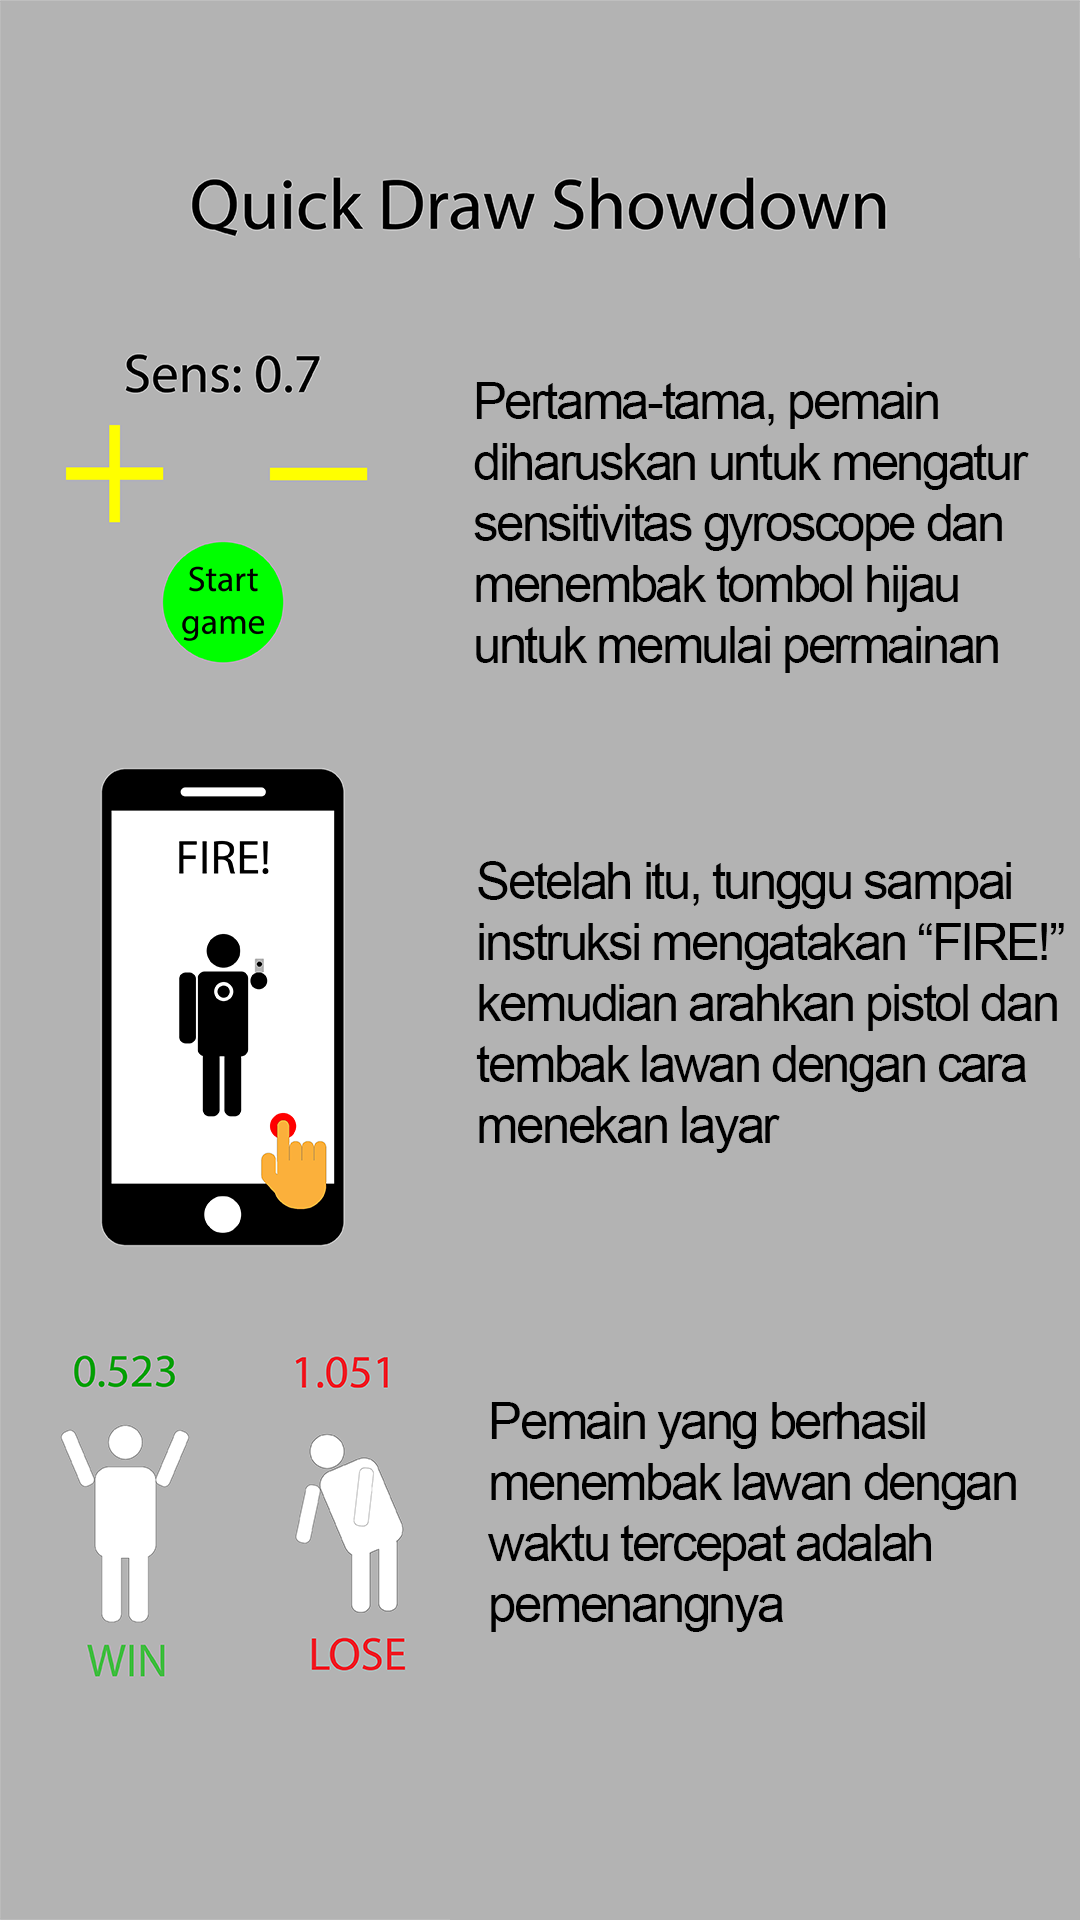 Quick Draw Showdown
Sens: 0.7
Start
game
Pertama-tama, pemain
diharuskan untuk mengatur
sensitivitas gyroscope dan
menembak tombol hijau
untuk memulai permainan
FIRE!
Setelah itu, tunggu sampai
instruksi mengatakan “FIRE!”
kemudian arahkan pistol dan
tembak lawan dengan cara
menekan layar
0.523
1.051
WIN
LOSE
Pemain yang berhasil
menembak lawan dengan
waktu tercepat adalah
pemenangnya